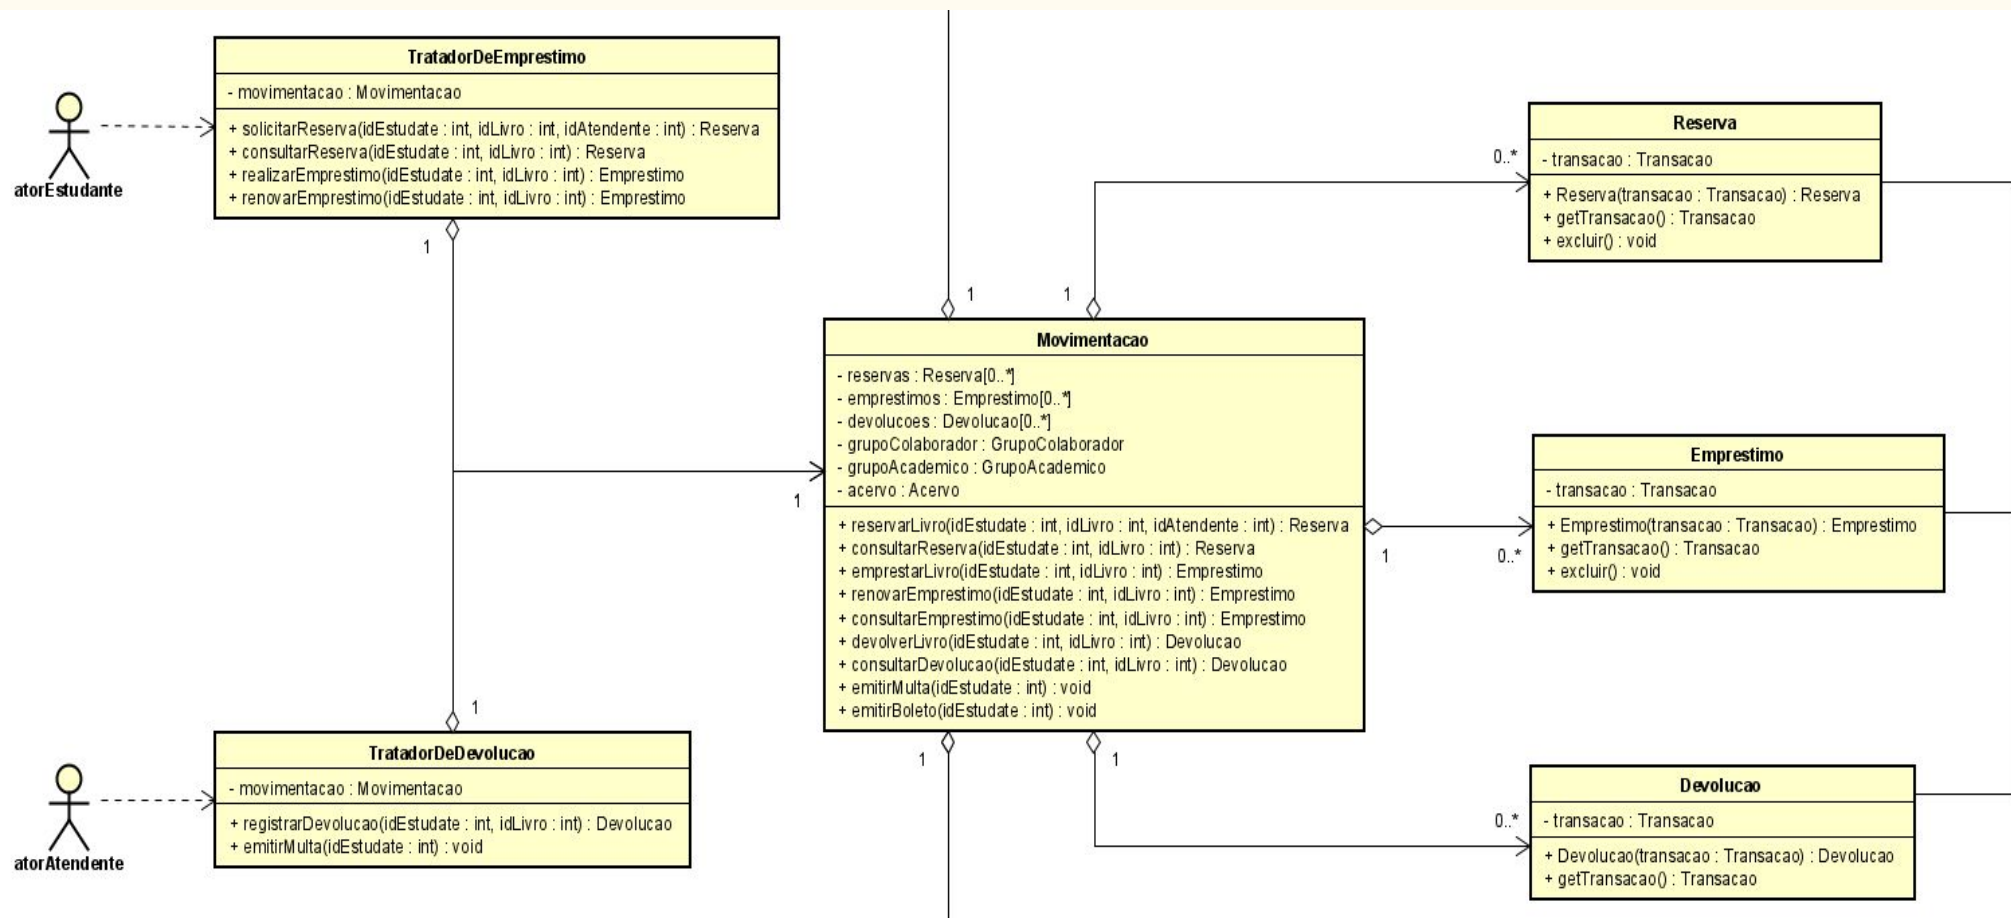 TratadorDeEmprestimo
- movimentacao : Movimentacao
+ solicitarReserva(idEstudate : int, idLivro : int, idAtendente : int) : Reserva
+ consultarReserva(idEstudate : int, idLivro : int) : Reserva
+ realizarEmprestimo(idEstudate : int, idLivro : int) : Emprestimo
+ renovarEmprestimo(idEstudate : int, idLivro : int) : Emprestimo
atorEstudante
1
Reserva
- transacao : Transacao
+ Reserva(transacao : Transacao) : Reserva
+ getTransacao() : Transacao
+ excluir() : void
0..*
1
1
Movimentacao
- reservas : Reserva[0..*]
- emprestimos : Emprestimo[0..*]
- devolucoes : Devolucao[0..*]
- grupoColaborador : GrupoColaborador
- grupoAcademico : GrupoAcademico
- acervo : Acervo
+ reservarLivro(idEstudate : int, idLivro : int, idAtendente : int) : Reserva
+ consultarReserva(idEstudate : int, idLivro : int) : Reserva
+ emprestarLivro(idEstudate : int, idLivro : int) : Emprestimo
+ renovarEmprestimo(idEstudate : int, idLivro : int) : Emprestimo
+ consultarEmprestimo(idEstudate : int, idLivro : int) : Emprestimo
+ devolverLivro(idEstudate : int, idLivro : int) : Devolucao
+ consultarDevolucao(idEstudate : int, idLivro : int) : Devolucao
+ emitirMulta(idEstudate : int) : void
+ emitirBoleto(idEstudate : int) : void
1
1
0..*
Emprestimo
- transacao : Transacao
+ Emprestimo(transacao : Transacao) : Emprestimo
+ getTransacao() : Transacao
+ excluir() : void
1
TratadorDeDevolucao
- movimentacao : Movimentacao
+ registrarDevolucao(idEstudate : int, idLivro : int) : Devolucao
+ emitirMulta(idEstudate : int) : void
atorAtendente
1
1
0..*
Devolucao
- transacao : Transacao
+ Devolucao(transacao : Transacao) : Devolucao
+ getTransacao() : Transacao